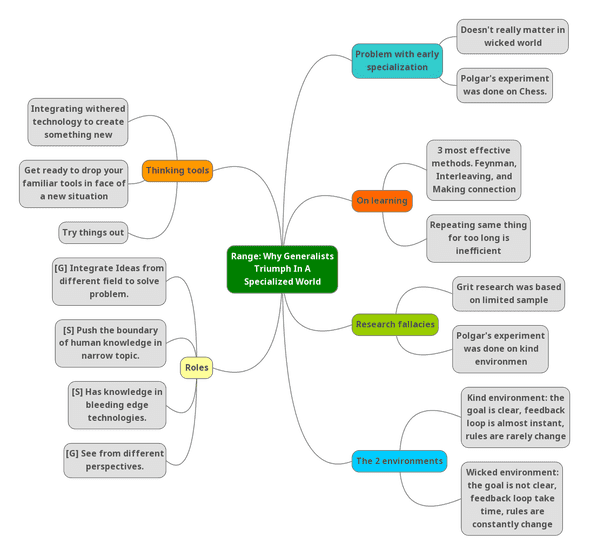 Range: Why Generalists
Triumph In A
Specialized World
Problem with early
specialization
Doesn't really matter in
wicked world
Polgar's experiment
was done on Chess.
On learning
3 most effective
methods. Feynman,
Interleaving, and
Making connection
Repeating same thing
for too long is
inefficient
Research fallacies
Grit research was based
on limited sample
Polgar's experiment
was done on kind
environmen
The 2 environments
Kind environment: the
goal is clear, feedback
loop is almost instant,
rules are rarely change
Wicked environment:
the goal is not clear,
feedback loop take
time, rules are
constantly change
Thinking tools
Integrating withered
technology to create
something new
Get ready to drop your
familiar tools in face of
a new situation
Try things out
Roles
[G] Integrate Ideas from
different field to solve
problem.
[S] Push the boundary
of human knowledge in
narrow topic.
[S] Has knowledge in
bleeding edge
technologies.
[G] See from different
perspectives.